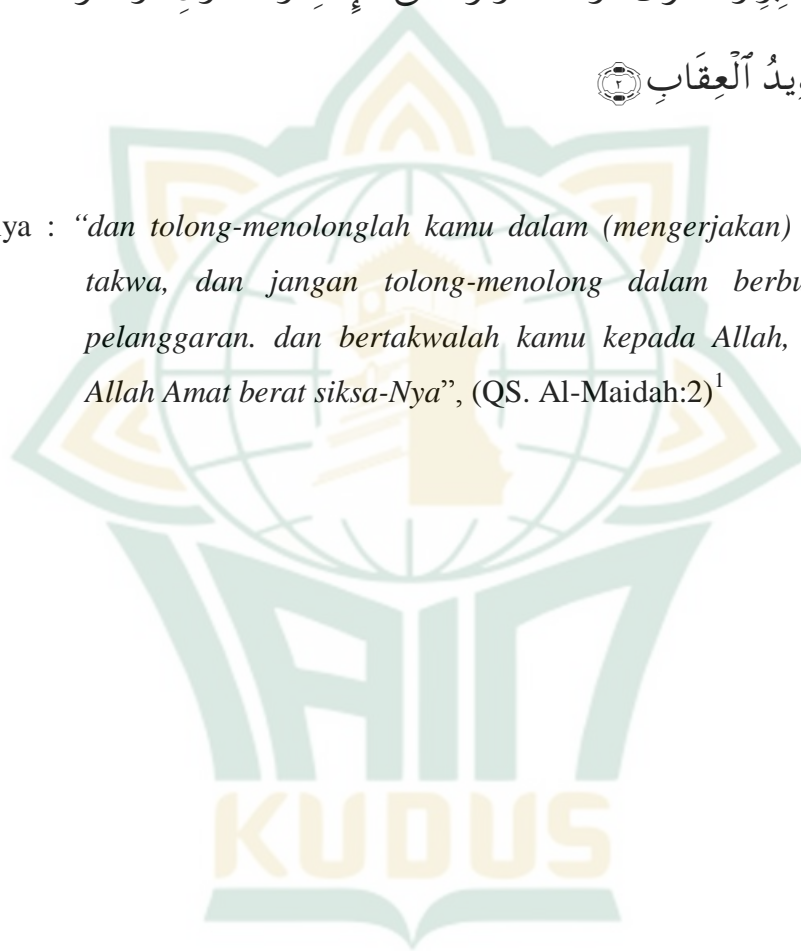 ـيدُ ٱلْعِقَابِ ٢
ya : “dan tolong-menolonglah kamu dalam (mengerjakan)
takwa, dan jangan tolong-menolong dalam berbu
pelanggaran. dan bertakwalah kamu kepada Allah,
Allah Amat berat siksa-Nya”, (QS. Al-Maidah:2)1
IAIN
KUDUS